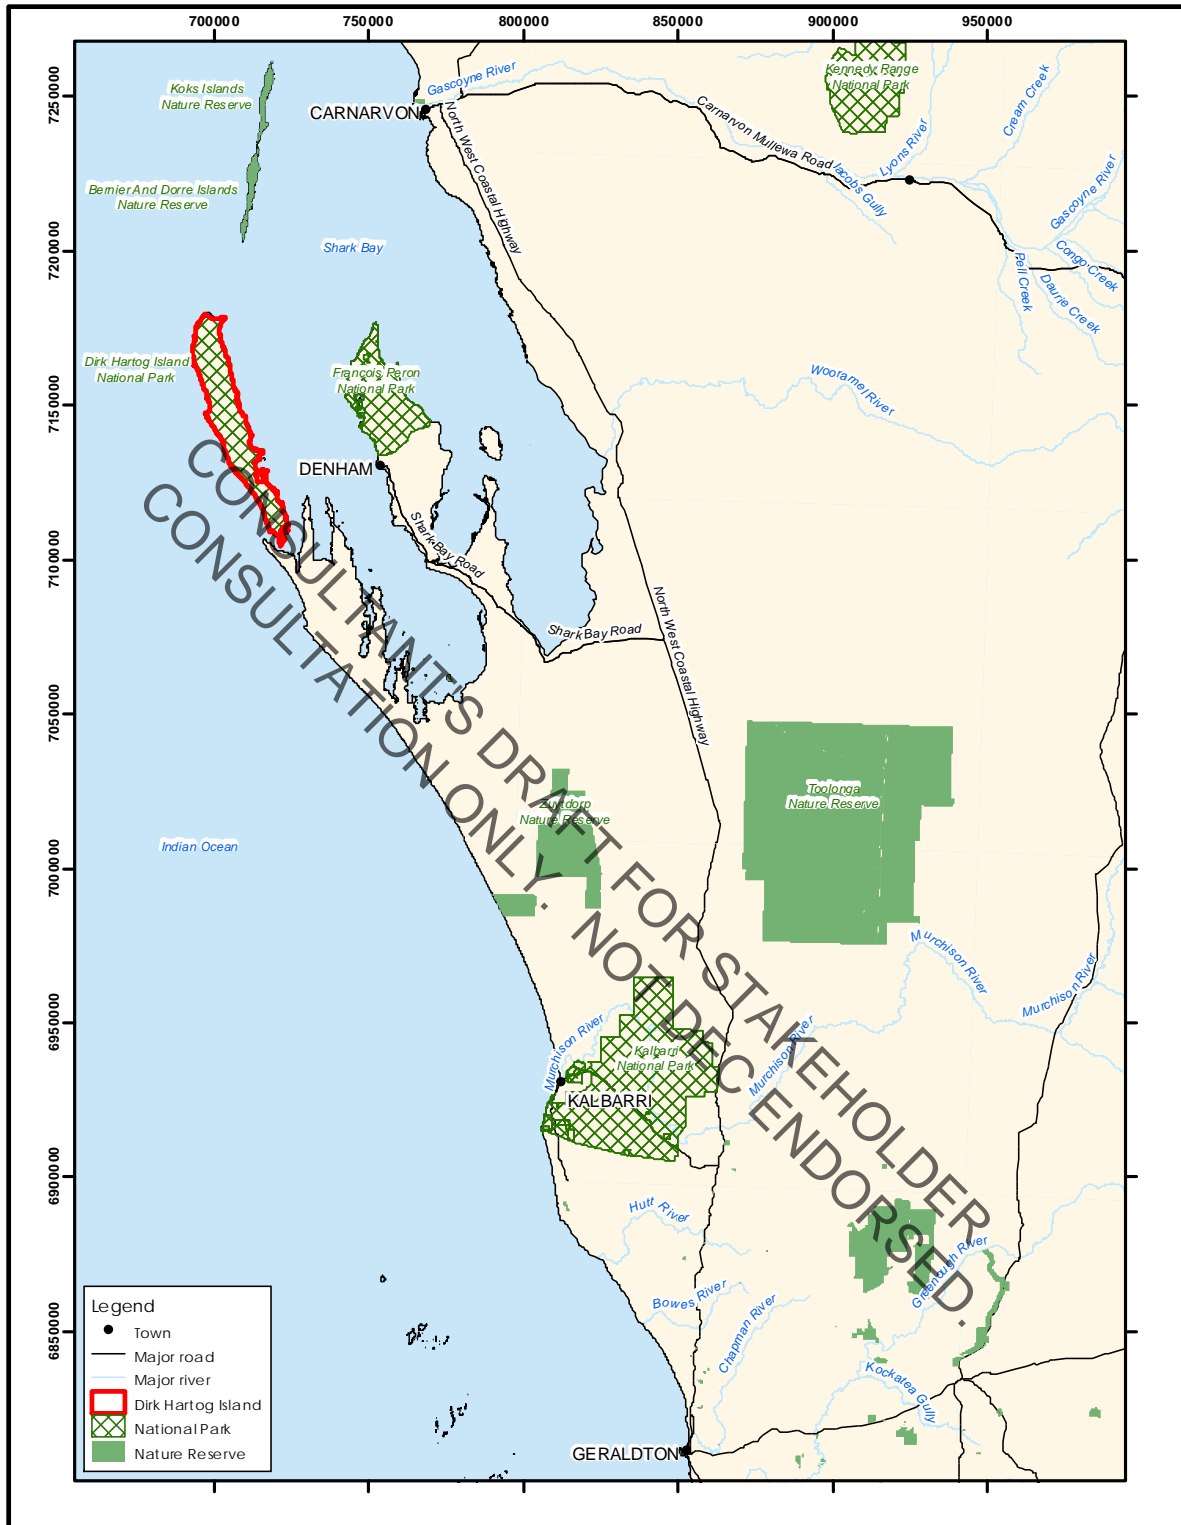 700000
750000
800000
850000
900000
950000
7250000
7200000
7150000
7100000
7050000
7000000
6950000
6900000
6850000
Koks Islands
Nature Reserve
Bernier And Dorre Islands
Nature Reserve
CARNARVON
Gascoyne River
North West Coastal Highway
Carnarvon Mullewa Road
Kennedy Range
National Park
Cream Creek
Lyons River
Jacobs Gully
Gascoyne River
Congo Creek
Daurie Creek
Pell Creek
Shark Bay
Dirk Hartog Island
National Park
François Peron
National Park
Wooramel River
DENHAM
Shark Bay Road
Shark Bay Road
North West Coastal Highway
CONSULTANT'S DRAFT FOR STAKEHOLDER
CONSULTATION ONLY. NOT DEC ENDORSED.
Zuytdorp
Nature Reserve
Toolonga
Nature Reserve
Indian Ocean
Murchison River
Murchison River
Murchison River
Murchison River
Kalbarri
National Park
KALBARRI
Hutt River
Bowes River
Chapman River
Greenough River
Kockatea Gully
GERALDTON
Legend
Town
Major road
Major river
Dirk Hartog Island
National Park
Nature Reserve